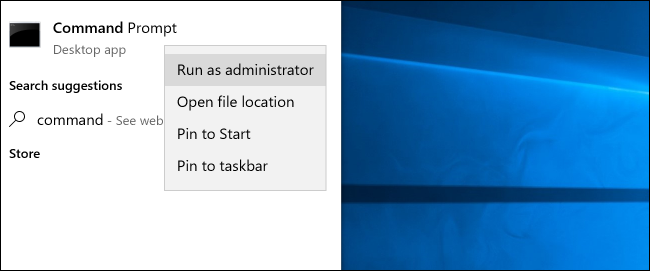 Command Prompt
Desktop app
Run as administrator
Search suggestions
Open file location
command - See web
Pin to Start
Store
Pin to taskbar